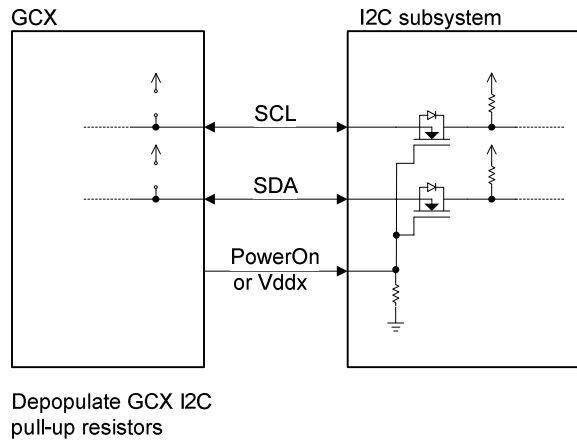 GCX
I2C subsystem
SCL
SDA
PowerOn
or Vddx
Depopulate GCX I2C
pull-up resistors